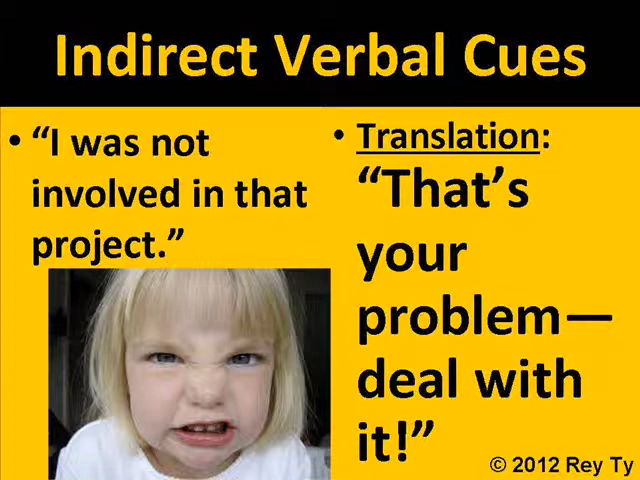 Indirect Verbal Cues
• “I was not
involved in that
project.”
• Translation:
“That’s
your
problem—
deal with
it!”
© 2012 Rey Ty